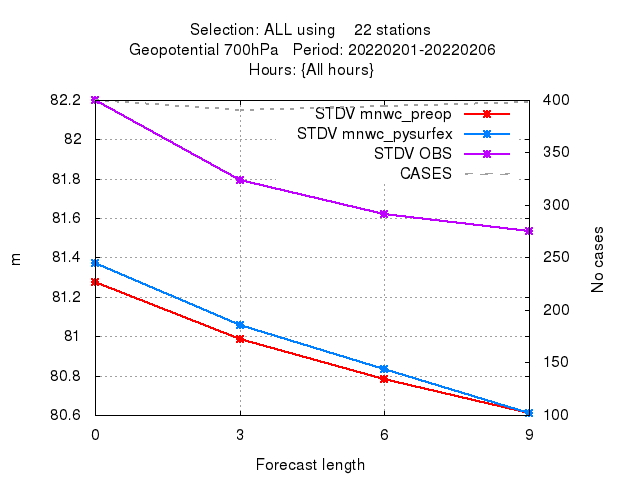 Selection: ALL using    22 stations
Geopotential 700hPa   Period: 20220201-20220206
Hours: {All hours}
82.2
82
81.8
81.6
81.4
81.2
81
80.8
80.6
m
STDV mnwc_preop
STDV mnwc_pysurfex
STDV OBS
CASES
400
350
300
250
200
150
100
No cases
0 3 6 9
Forecast length